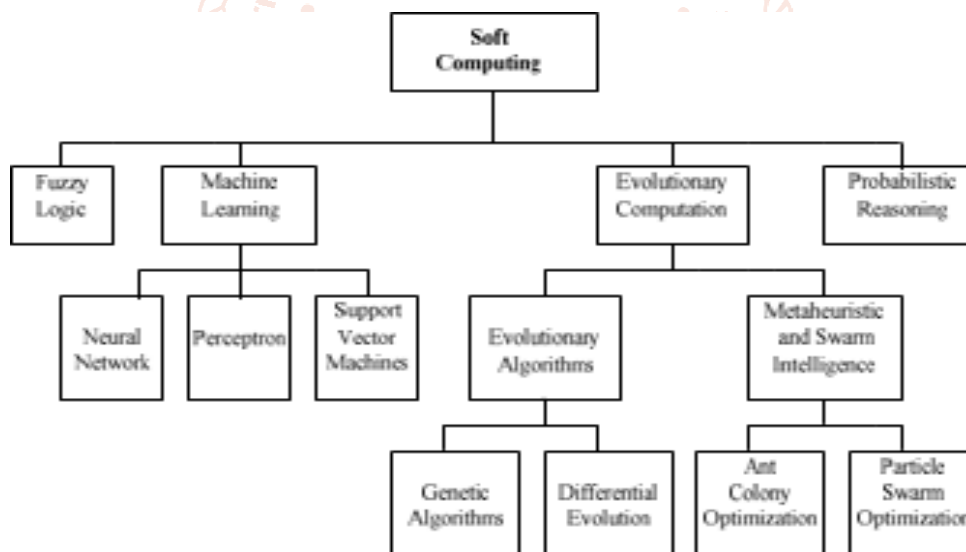 Soft
Computing
Fuzzy
Logic
Machine
Learning
Evolutionary
Computation
Probabilistic
Reasoning
Neural
Network
Perceptron
Support
Vector
Machines
Evolutionary
Algorithms
Metaheuristic
and Swarm
Intelligence
Genetic
Algorithms
Differential
Evolution
Ant
Colony
Optimization
Particle
Swarm
Optimization